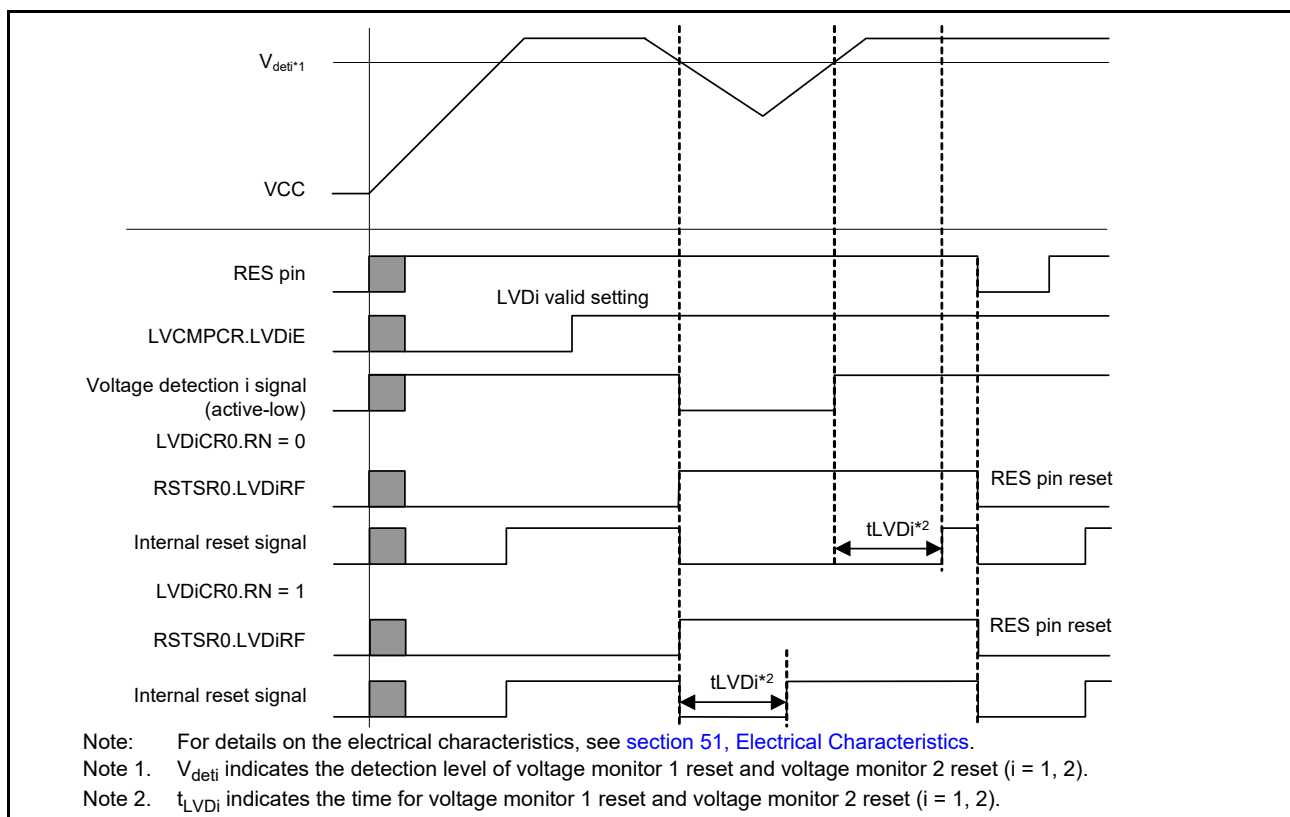 Vdeti*1
VCC
RES pin
LVDi valid setting
LVCMPCR.LVDiE
Voltage detection i signal
(active-low)
LVDiCR0.RN = 0
RSTSR0.LVDiRF
RES pin reset
tLVDi*2
Internal reset signal
LVDiCR0.RN = 1
RSTSR0.LVDiRF
RES pin reset
tLVDi*2
Internal reset signal
Note: For details on the electrical characteristics, see section 51, Electrical Characteristics.
Note 1. Vdeti indicates the detection level of voltage monitor 1 reset and voltage monitor 2 reset (i = 1, 2).
Note 2. tLVDi indicates the time for voltage monitor 1 reset and voltage monitor 2 reset (i = 1, 2).